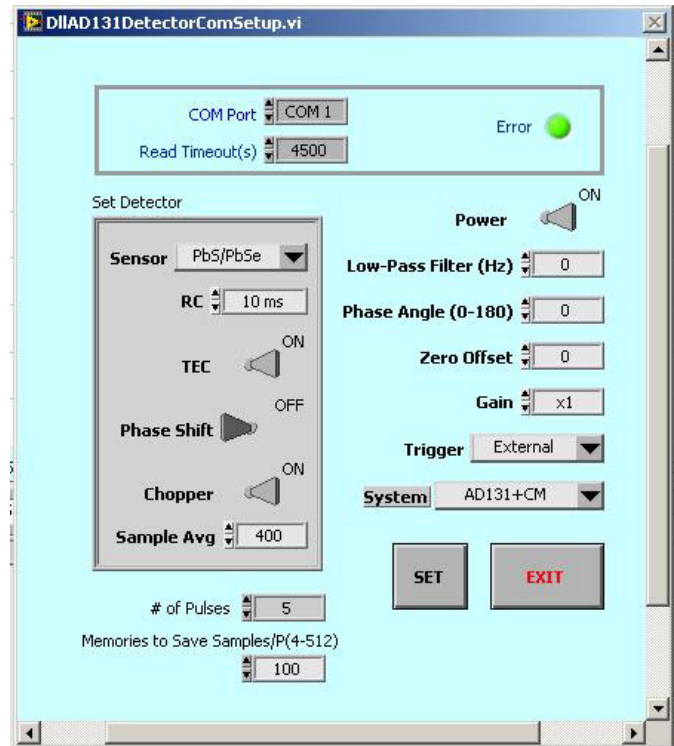 DllAD131DetectorComSetup.vi
COM Port COM 1
Error
Read Timeout(s) 4500
Set Detector
ON
Power
Sensor PbS/PbSe
Low-Pass Filter (Hz) 0
RC 10 ms
Phase Angle (0-180) 0
ON
TEC
Zero Offset 0
OFF
Phase Shift
Gain x1
Trigger External
ON
Chopper
System AD131+CM
Sample Avg 400
SET
EXIT
# of Pulses 5
Memories to Save Samples/P(4-512)
100